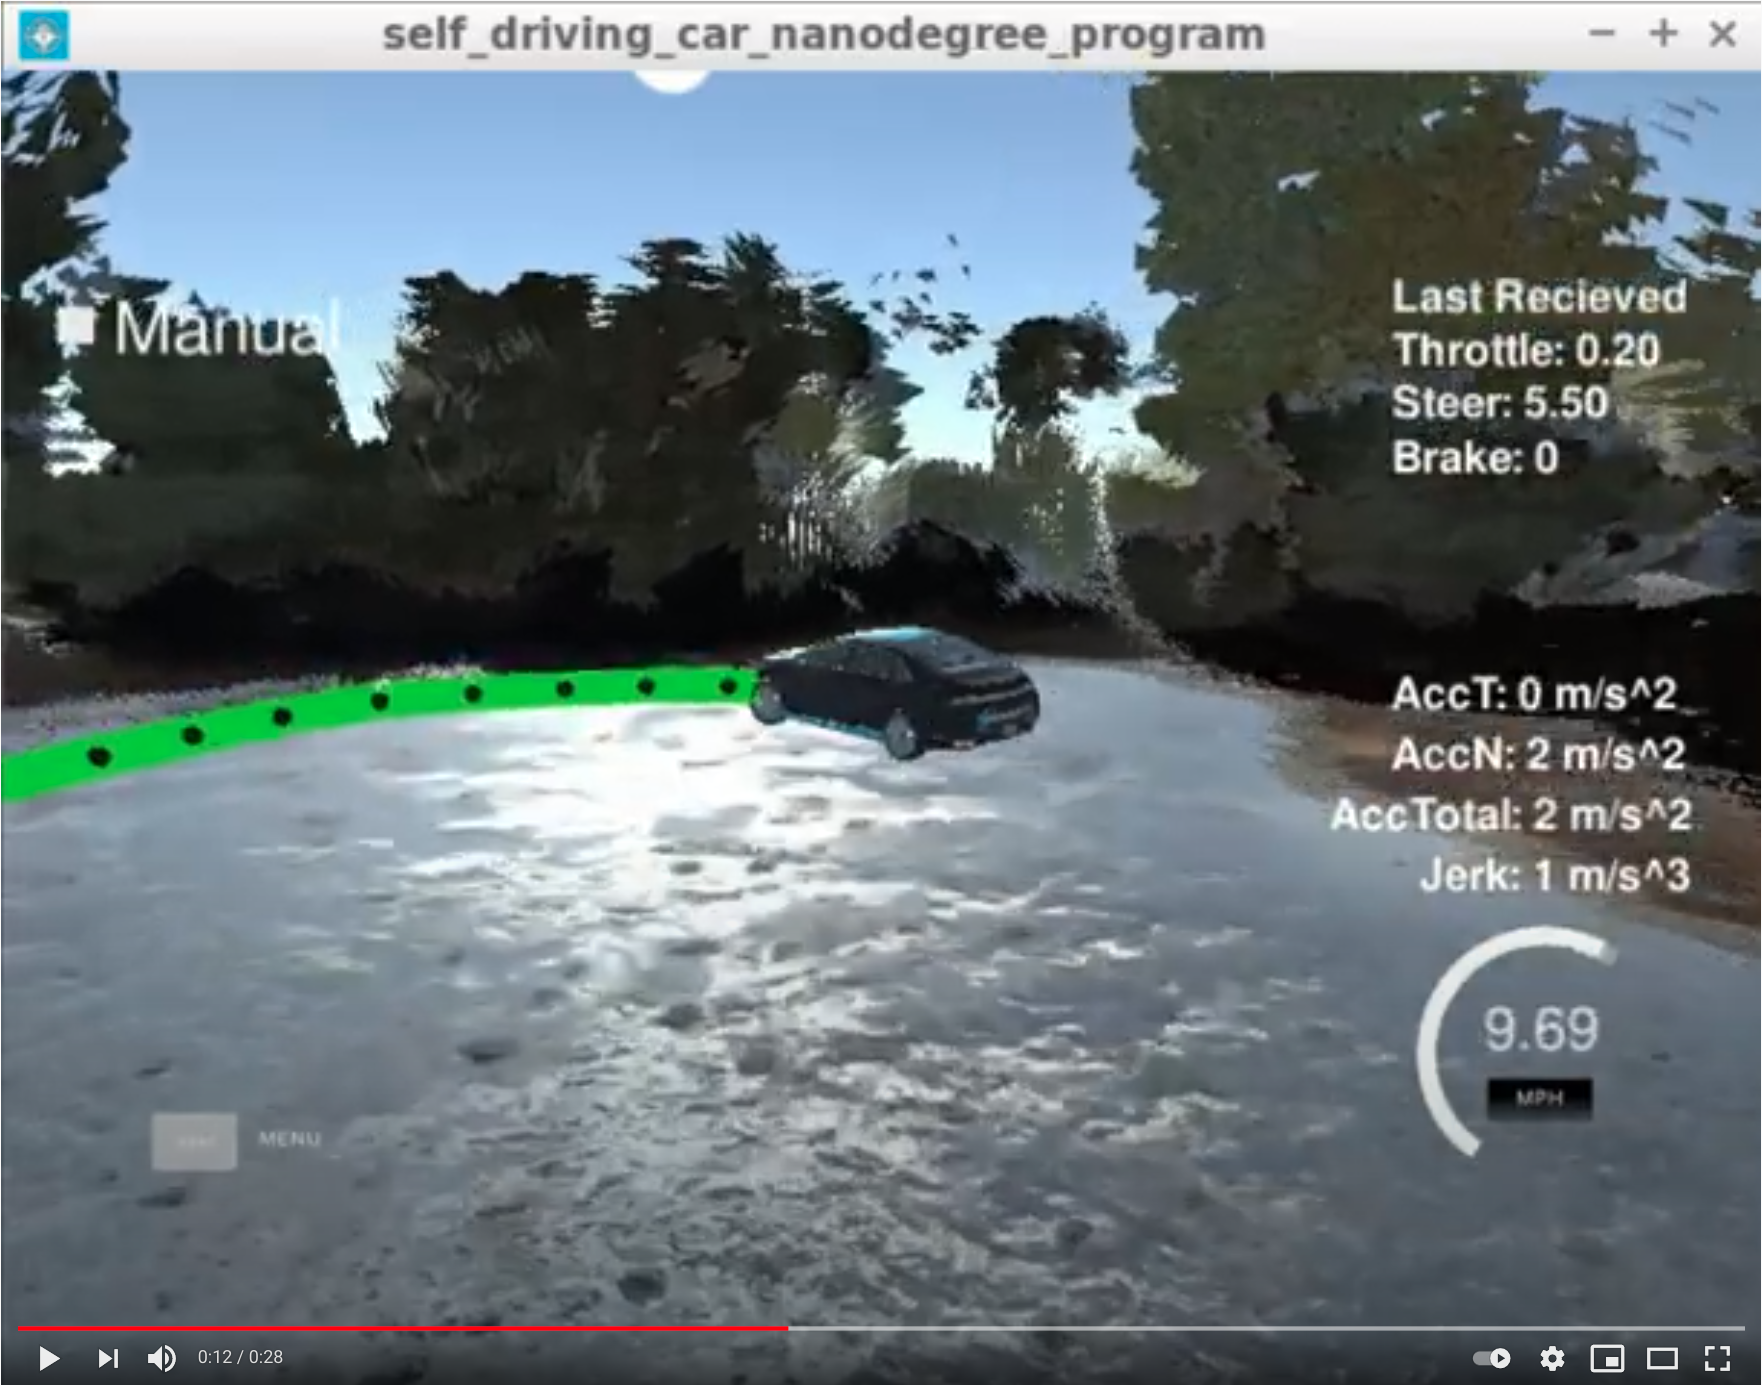 self_driving_car_nanodegree_program
Manual
Last Recieved
Throttle: 0.20
Steer: 5.50
Brake: 0
AccT: 0 m/s^2
AccN: 2 m/s^2
AccTotal: 2 m/s^2
Jerk: 1 m/s^3
9.69
MPH
MENU
0:12 / 0:28